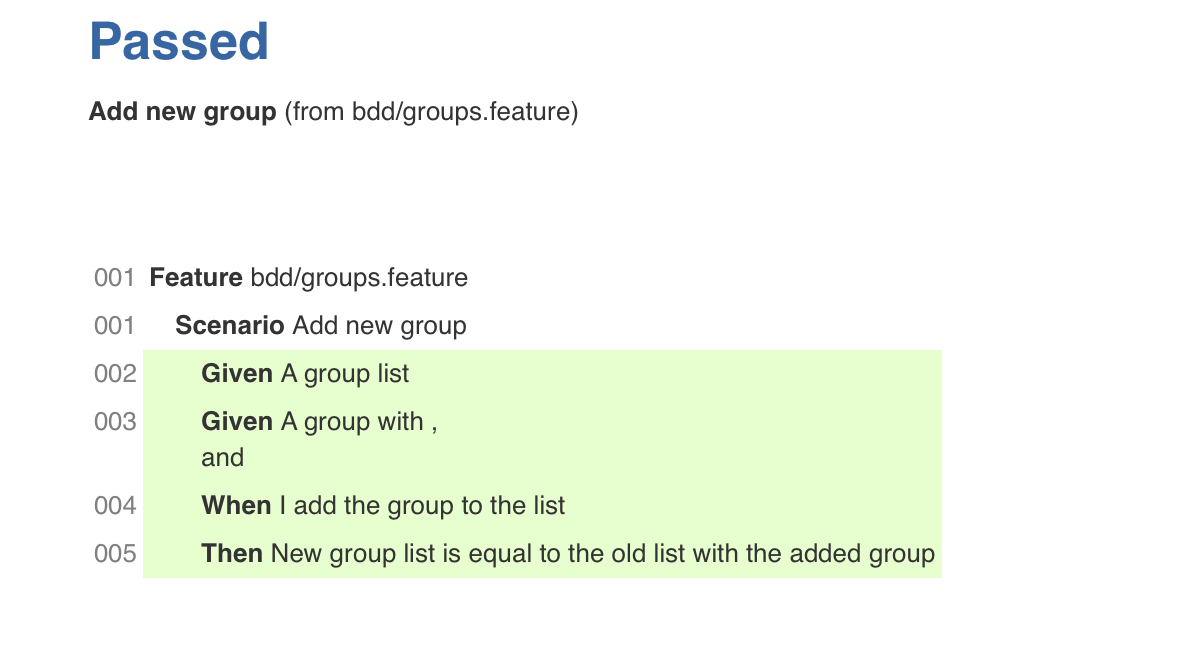 Passed
Add new group (from bdd/groups.feature)
001 Feature bdd/groups.feature
001 Scenario Add new group
002 Given A group list
003 Given A group with ,
and
004 When I add the group to the list
005 Then New group list is equal to the old list with the added group